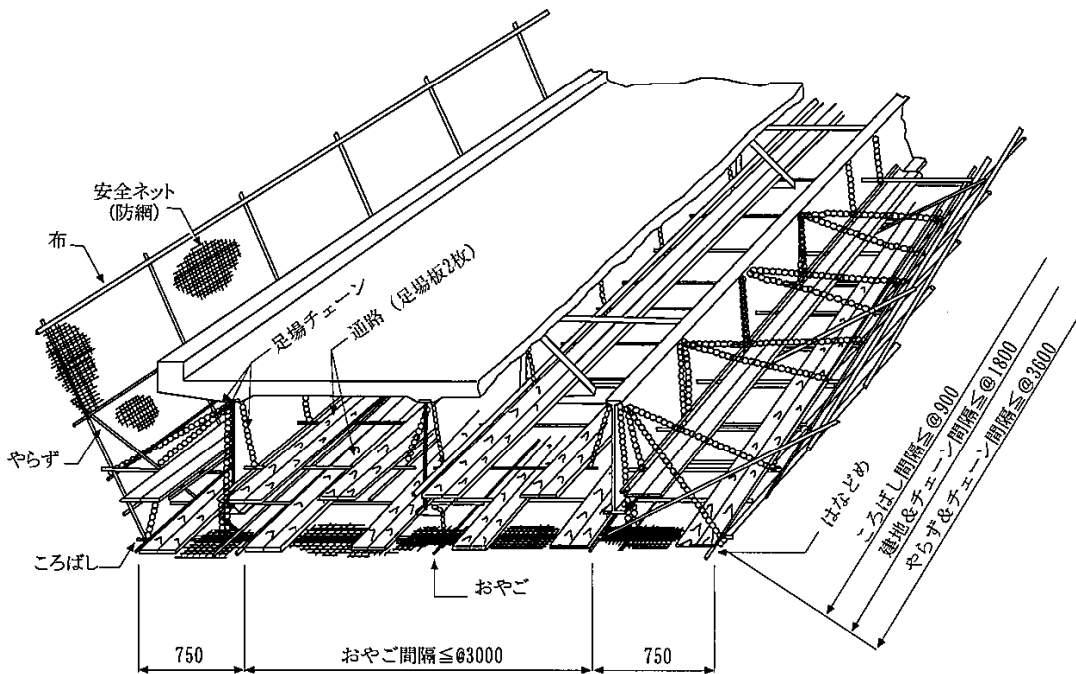 安全ネット
(防網)
布
足場チェーン
通路 (足場板2枚)
やらず
ころばし
おやご
はなどめ
ころばし間隔≦@900
建地&チェーン間隔≦@1800
やらず&チェーン間隔≦@3600
750
おやご間隔≦@3000
750